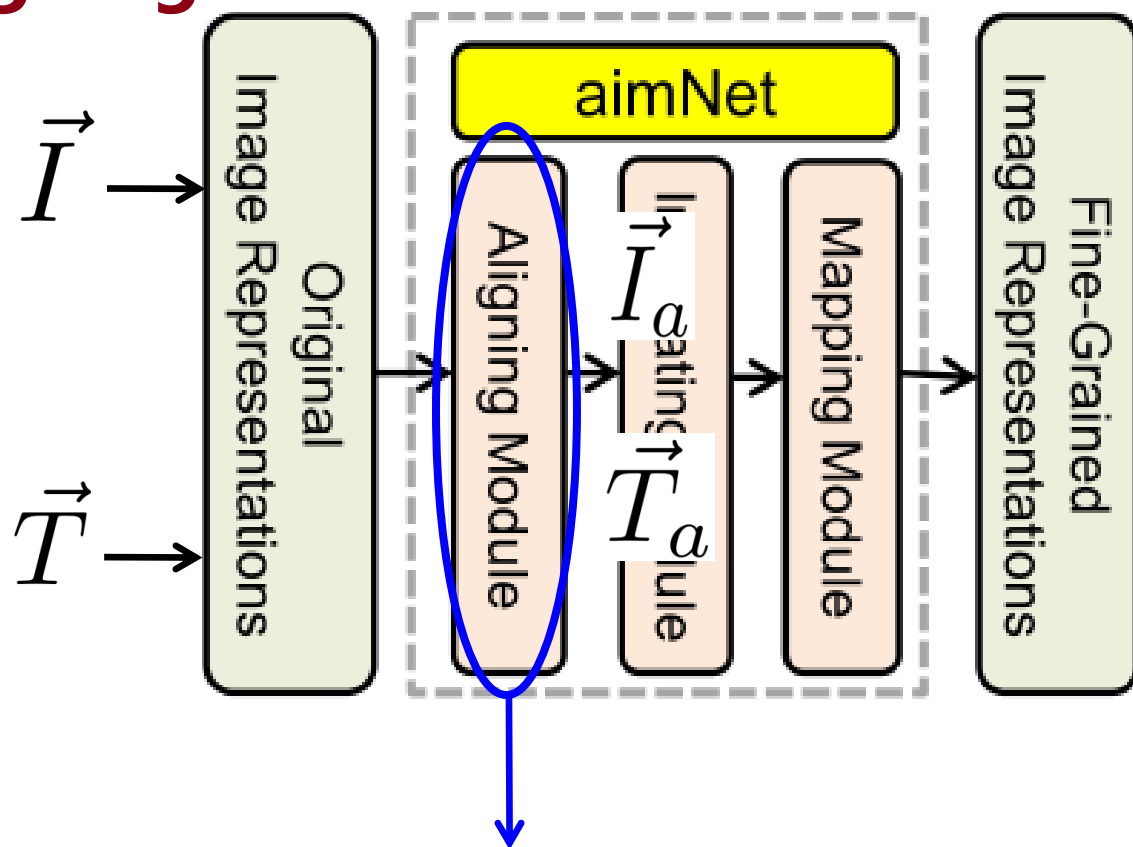 aimNet
I⃗
T⃗
Original
Image Representations
Aligning Module
I⃗ₐ
T⃗ₐ
Mapping Module
Fine-Grained
Image Representations